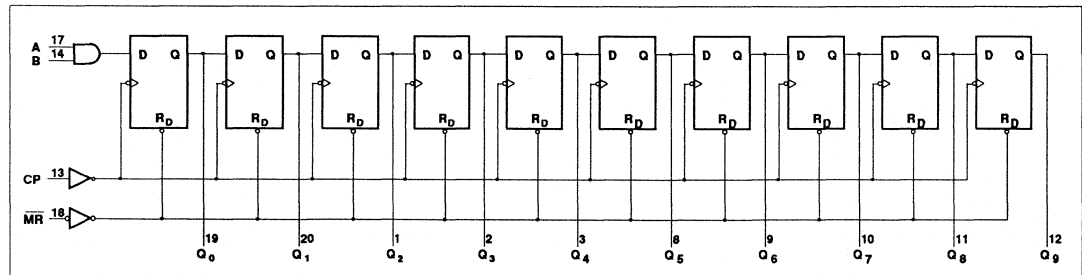 A 17
B 14
D Q D Q D Q D Q D Q D Q D Q D Q D Q D Q
R_D R_D R_D R_D R_D R_D R_D R_D R_D R_D
CP 13
M̅R̅ 18
19 20 1 2 3 8 9 10 11 12
Q₀ Q₁ Q₂ Q₃ Q₄ Q₅ Q₆ Q₇ Q₈ Q₉